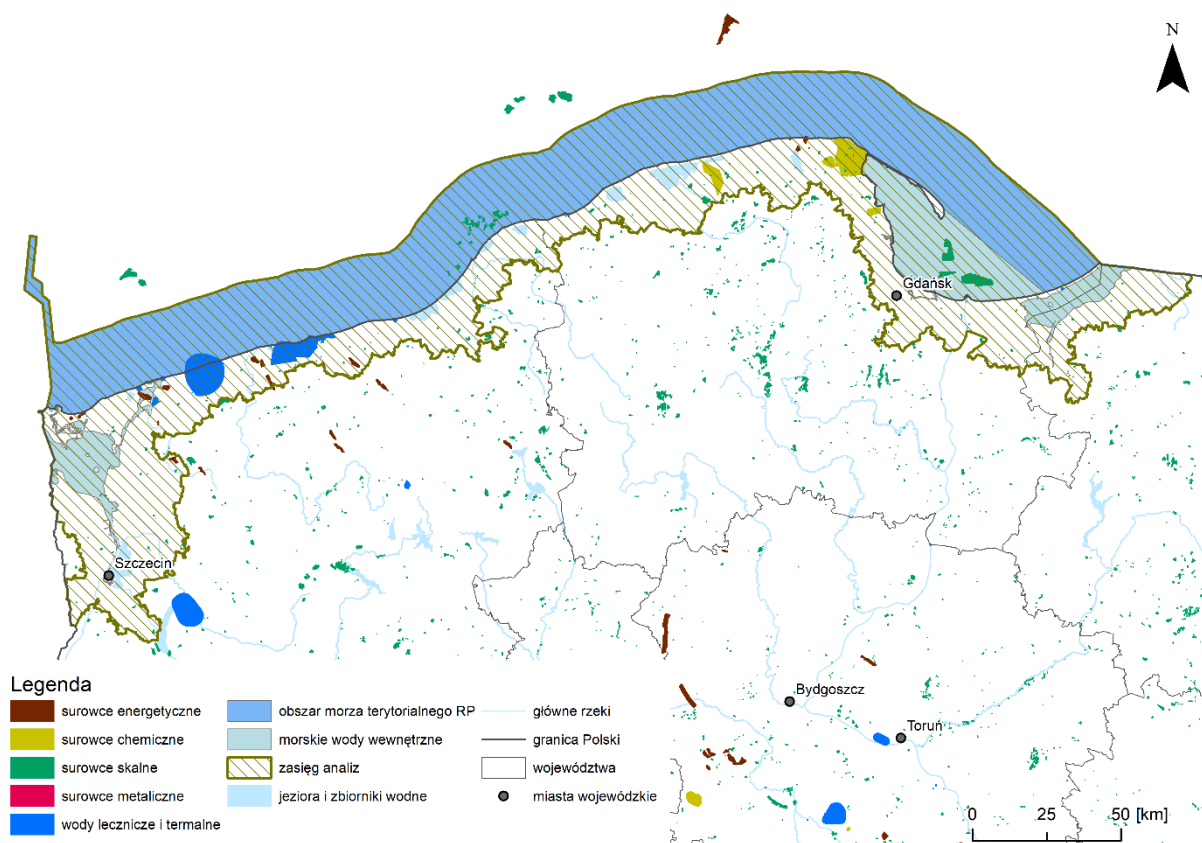 N
Gdańsk
Szczecin
Bydgoszcz
Toruń
Legenda
surowce energetyczne
surowce chemiczne
surowce skalne
surowce metaliczne
wody lecznicze i termalne
obszar morza terytorialnego RP
morskie wody wewnętrzne
zasięg analiz
jeziora i zbiorniki wodne
główne rzeki
granica Polski
województwa
miasta wojewódzkie
0 25 50 [km]